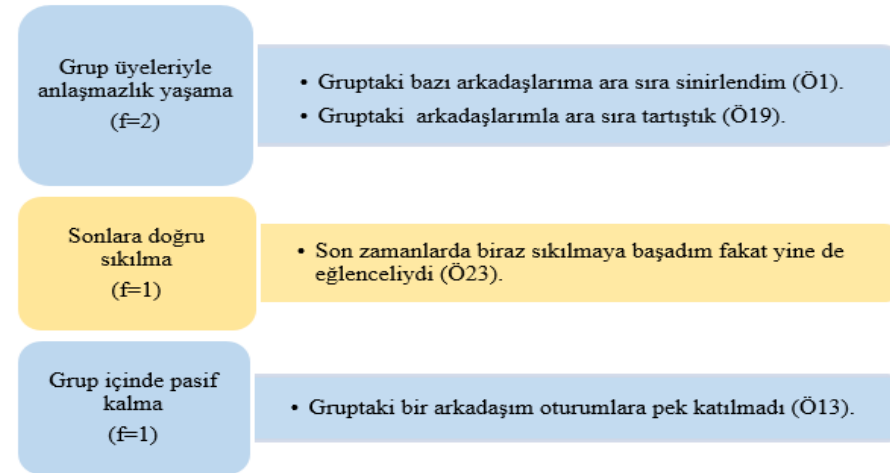 Grup üyeleriyle
anlaşmazlık yaşama
(f=2)
• Gruptaki bazı arkadaşlarıma ara sıra sinirlendim (Ö1).
• Gruptaki arkadaşlarımla ara sıra tartıştık (Ö19).
Sonlara doğru
sıkılma
(f=1)
• Son zamanlarda biraz sıkılmaya başadım fakat yine de
eğlenceliydi (Ö23).
Grup içinde pasif
kalma
(f=1)
• Gruptaki bir arkadaşım oturumlara pek katılmadı (Ö13).